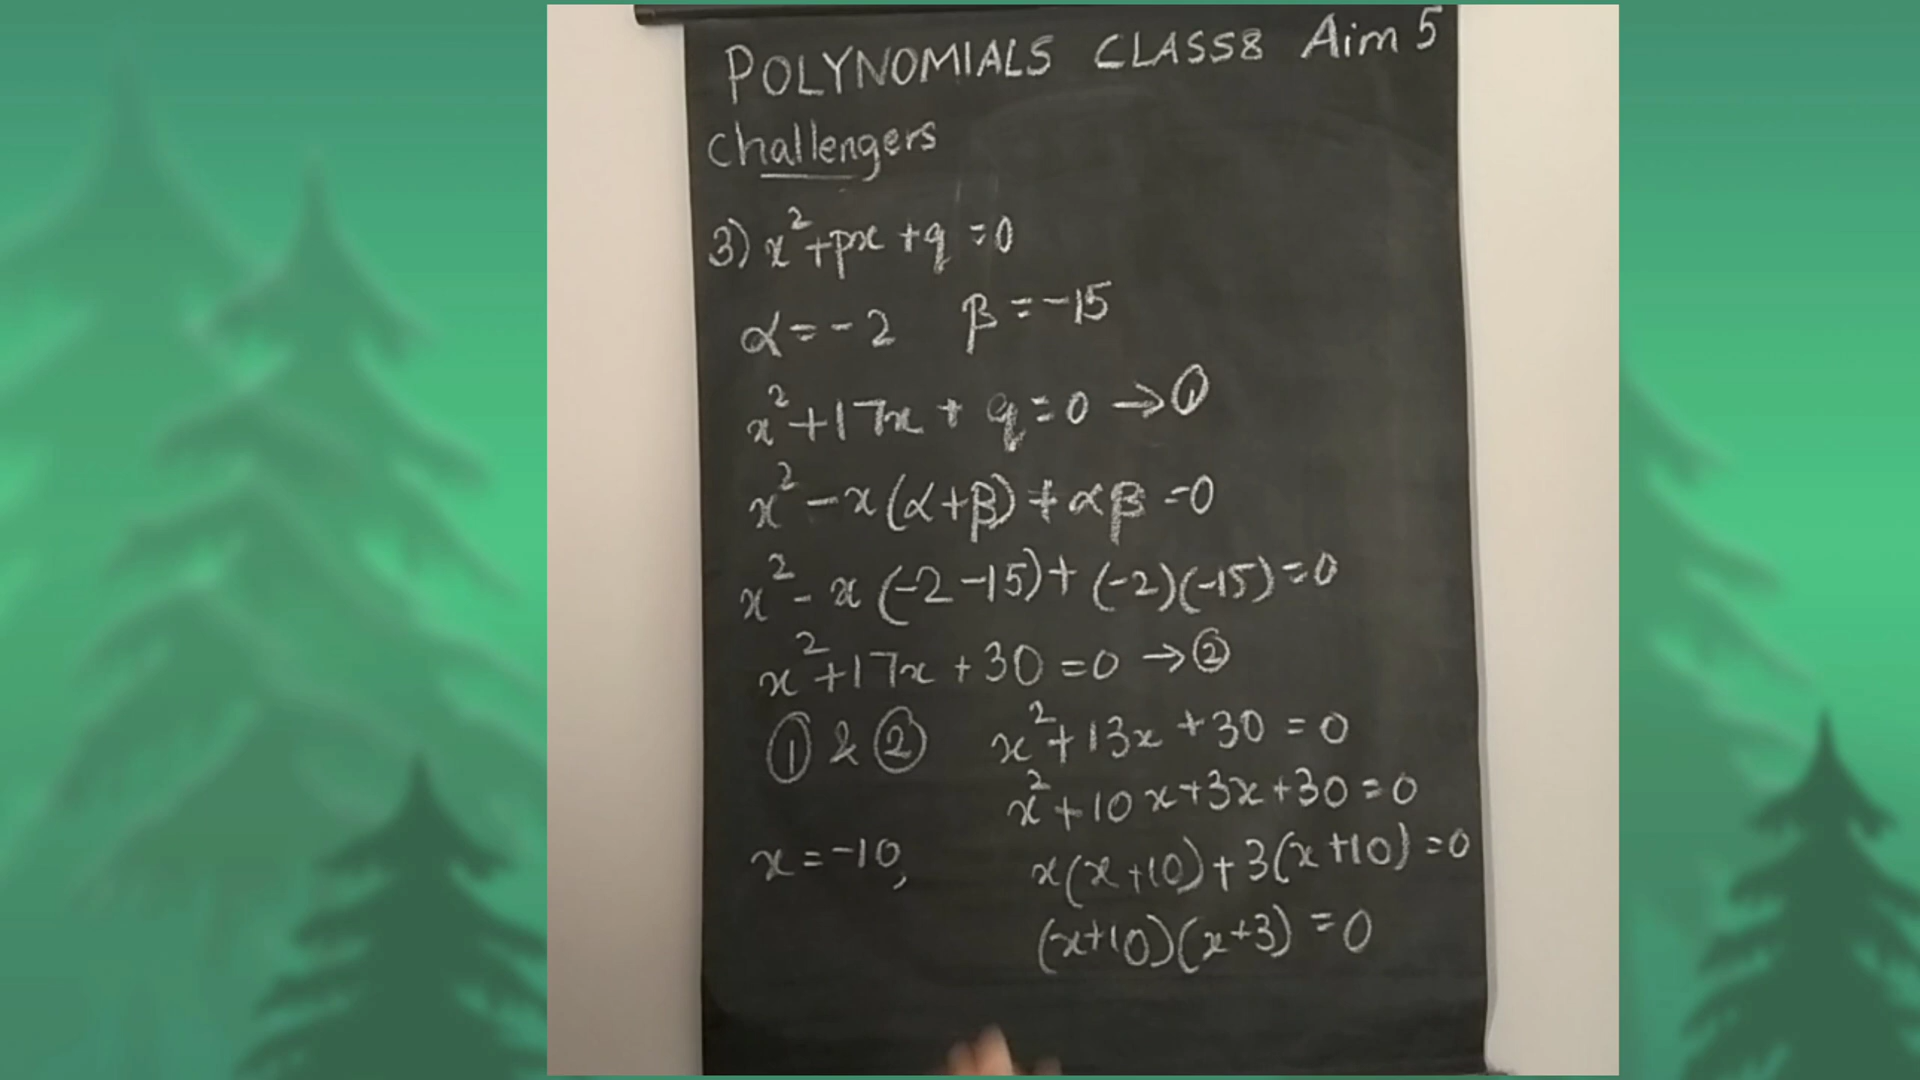 POLYNOMIALS CLASS8 Aim 5
Challengers
3) x²+px+q=0
α=-2 β=-15
x²+17x+q=0→①
x²-x(α+β)+αβ=0
x²-x(-2-15)+(-2)(-15)=0
x²+17x+30=0→②
①&② x²+13x+30=0
x²+10x+3x+30=0
x=-10, x(x+10)+3(x+10)=0
(x+10)(x+3)=0